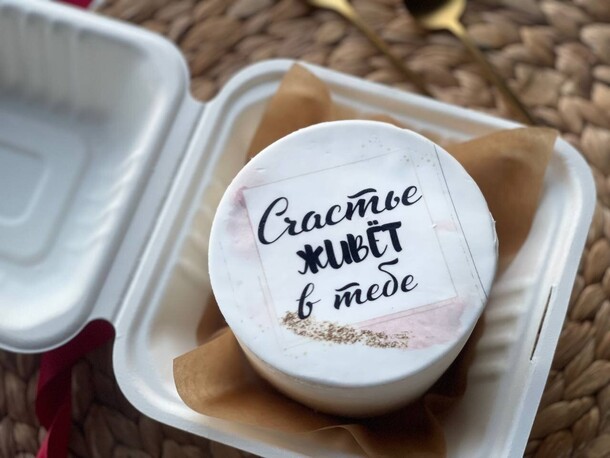 Счастье
живёт
в тебе